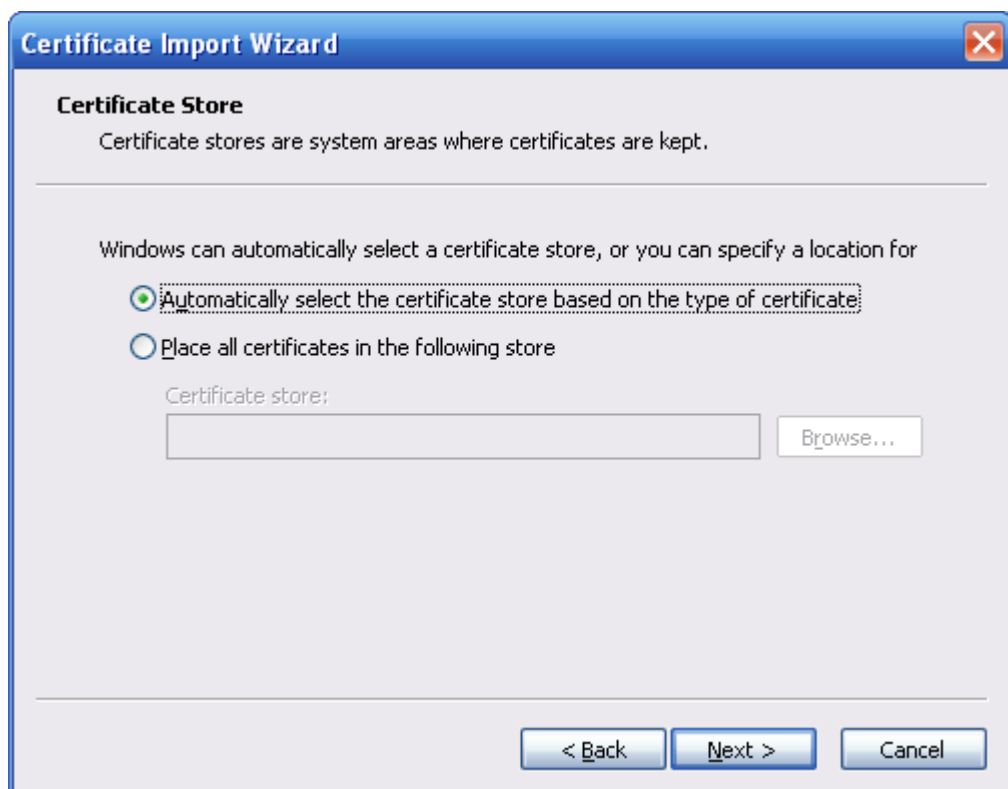 Certificate Import Wizard
Certificate Store
Certificate stores are system areas where certificates are kept.
Windows can automatically select a certificate store, or you can specify a location for
Automatically select the certificate store based on the type of certificate
Place all certificates in the following store
Certificate store:
Browse...
< Back Next > Cancel